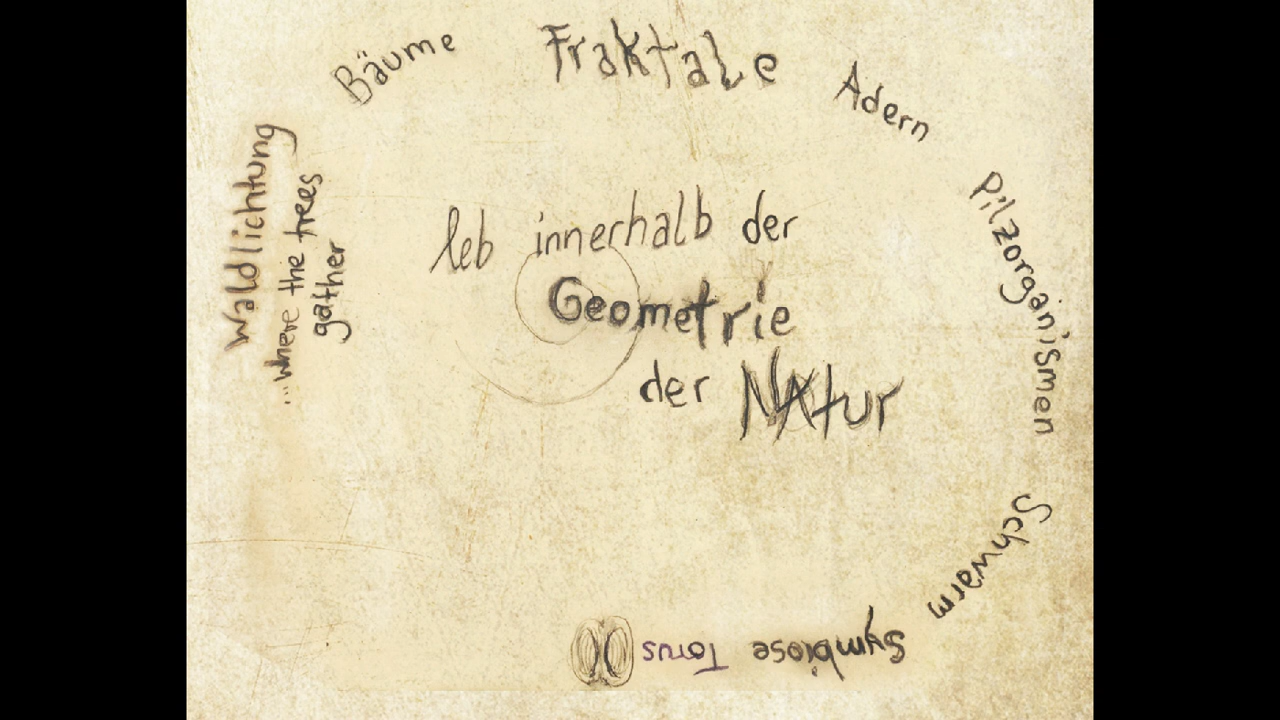 Bäume
Fraktale
Adern
Pilzorganismen
Schwarm
Symbiose
Torus
Waldlichtung
...where the trees
gather
leb innerhalb der
Geometrie
der NAtur